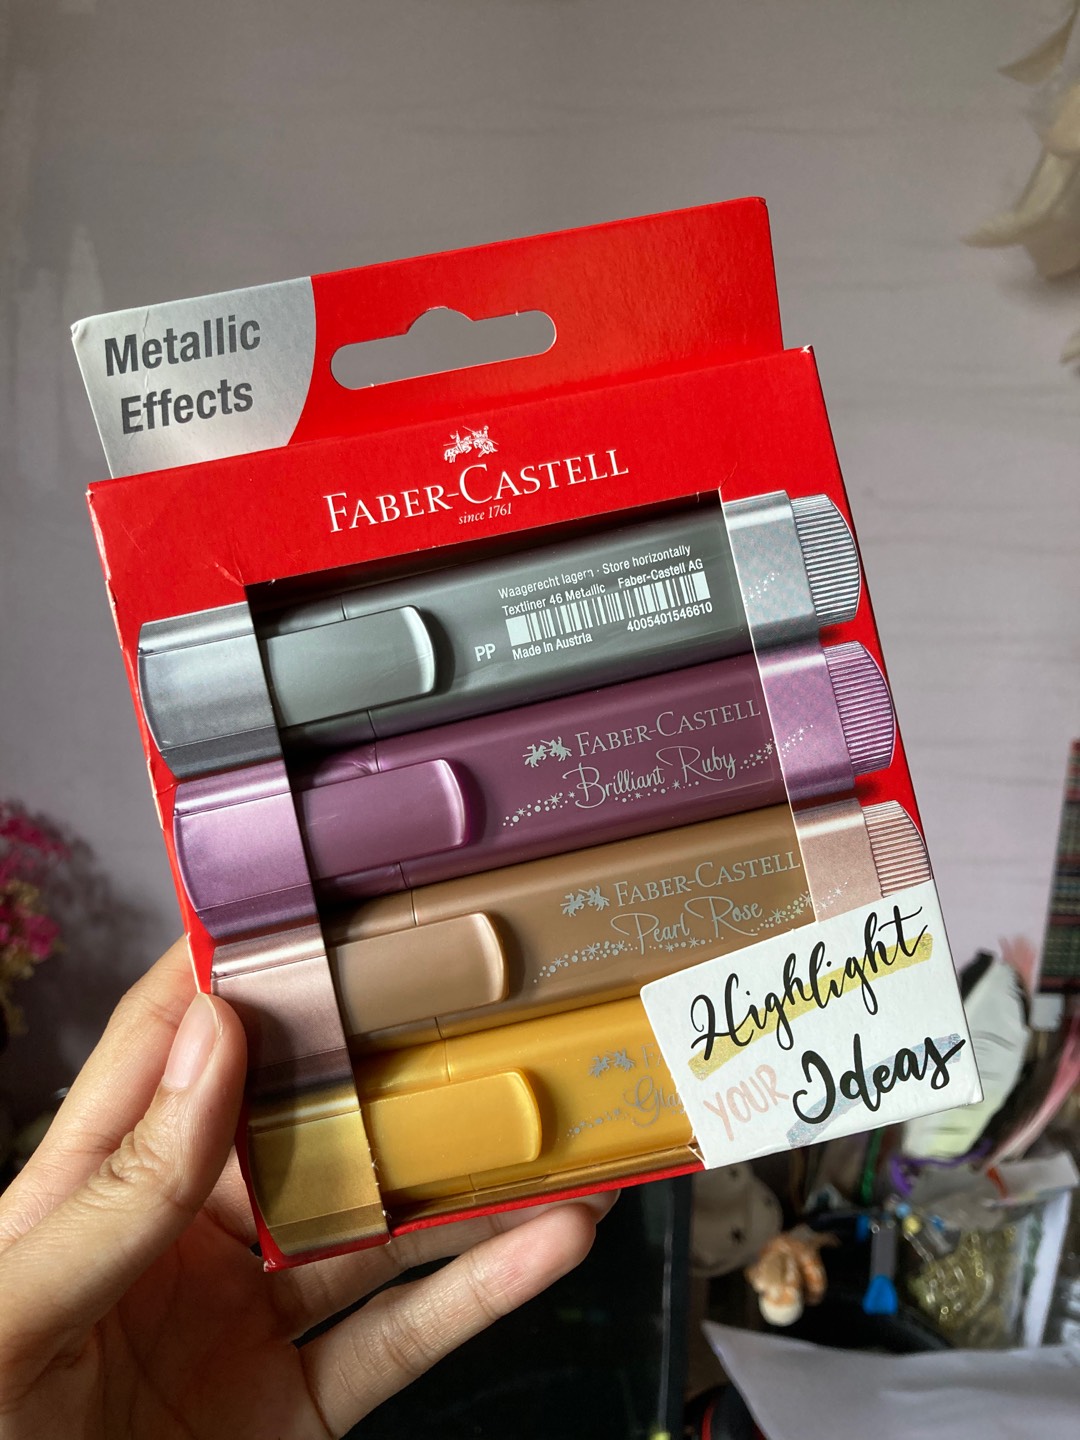 Metallic
Effects
FABER-CASTELL
since 1761
Waagerecht lagern · Store horizontally
Textliner 46 Metallic Faber-Castell AG
PP
4005401546610
Made in Austria
FABER-CASTELL
Brilliant Ruby
FABER-CASTELL
Pearl Rose
Highlight
YOUR
Ideas